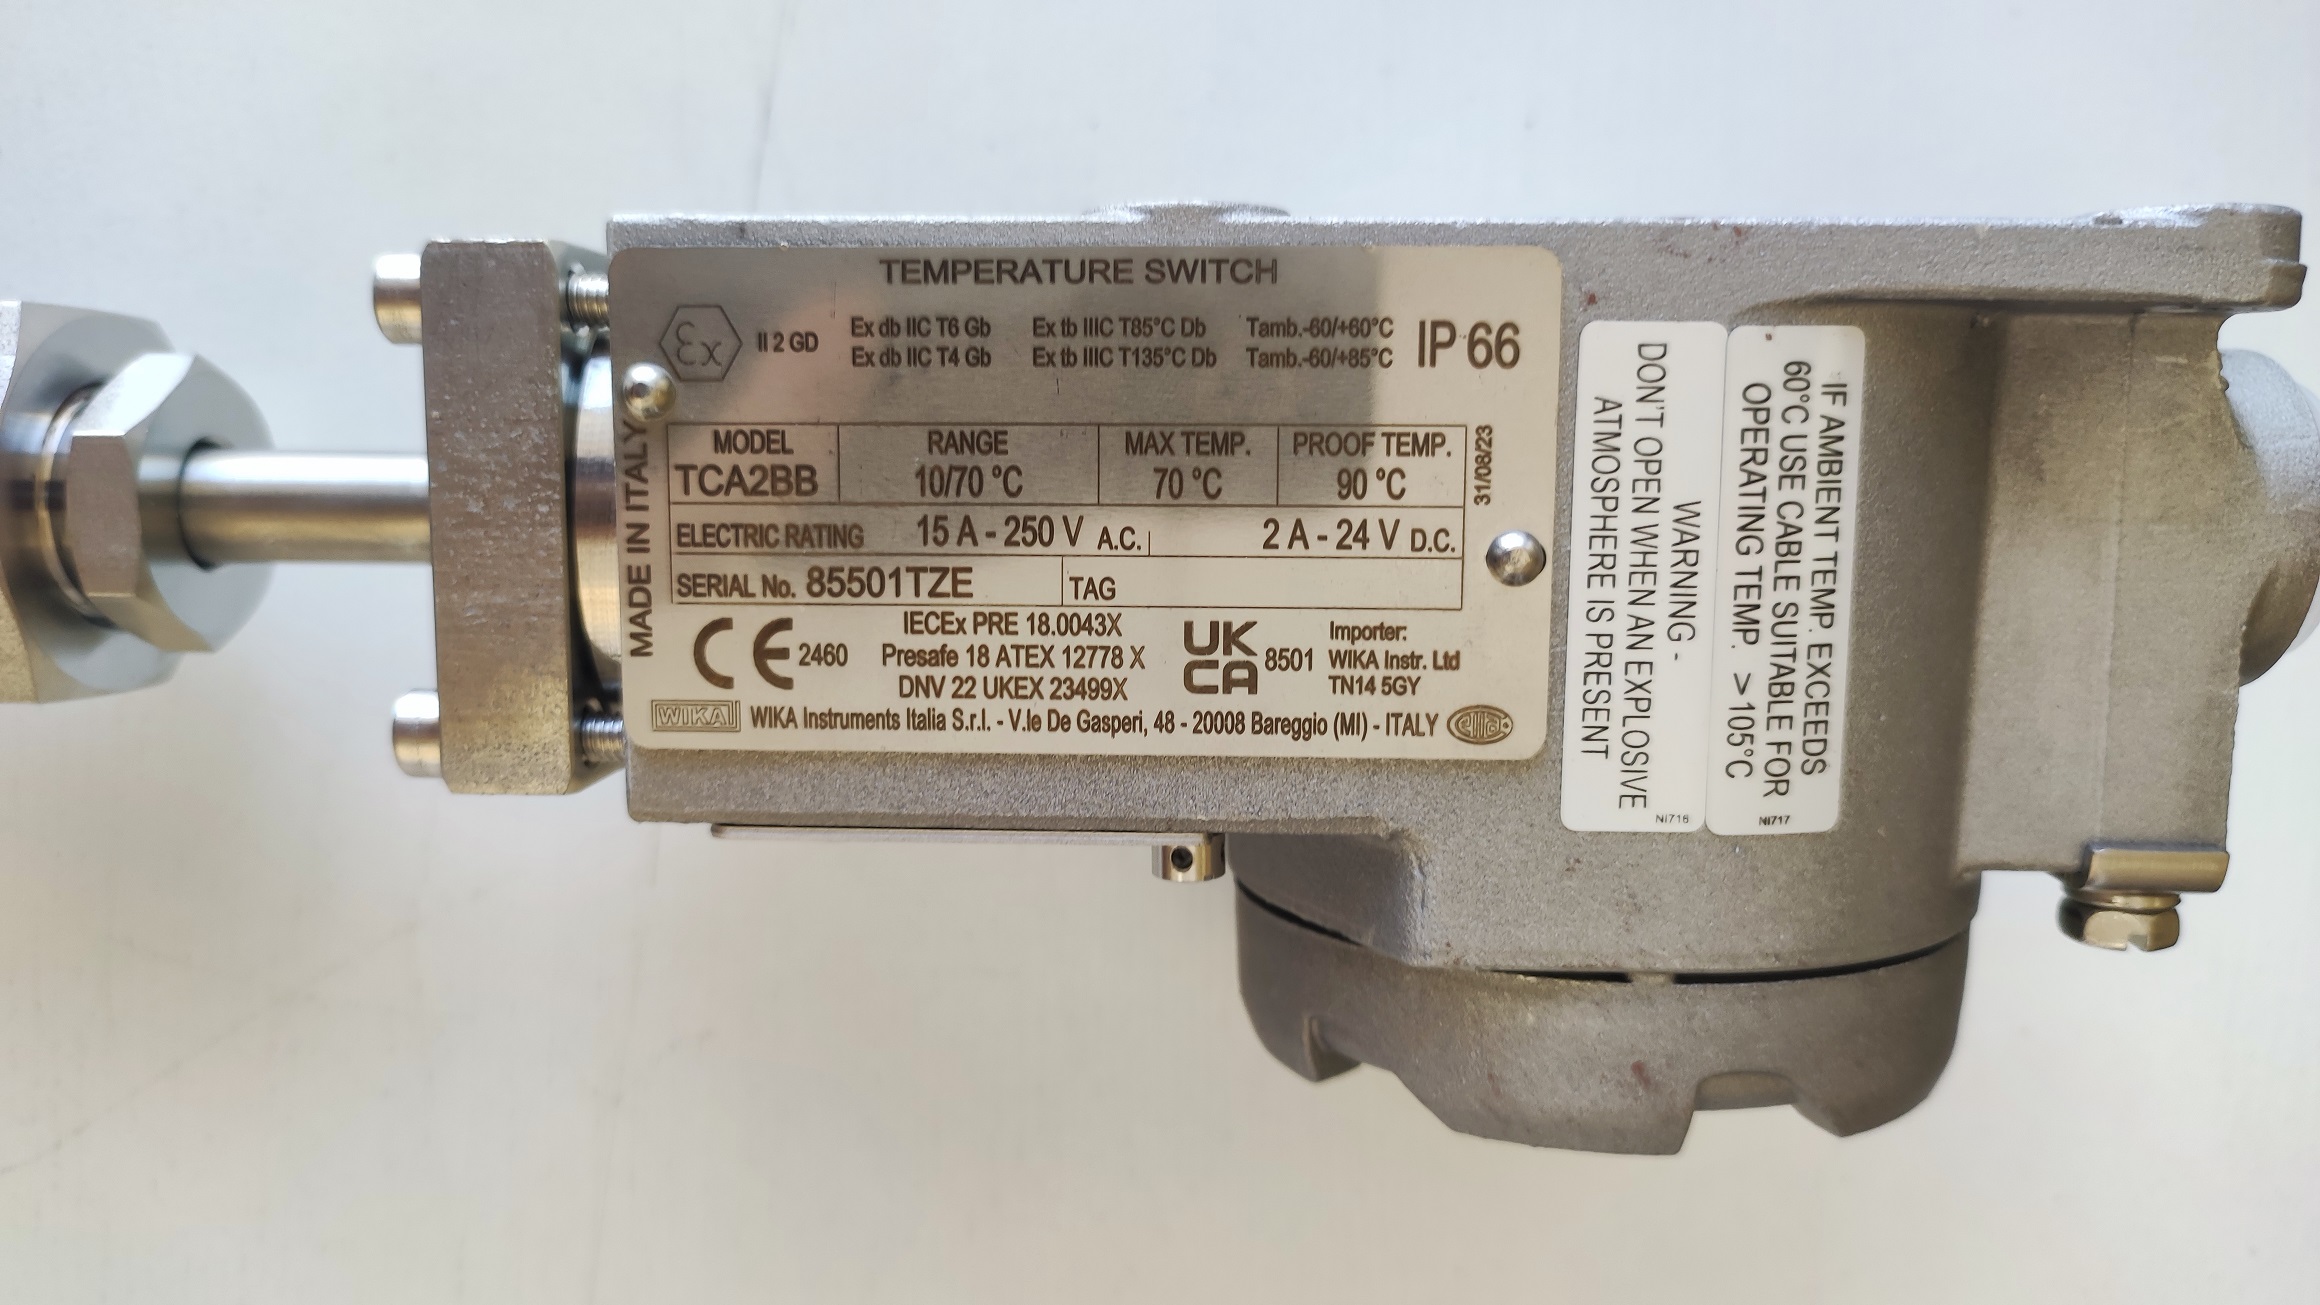 TEMPERATURE SWITCH
Ex II 2 GD Ex db IIC T6 Gb Ex tb IIIC T85°C Db Tamb.-60/+60°C IP 66
Ex db IIC T4 Gb Ex tb IIIC T135°C Db Tamb.-60/+85°C
MADE IN ITALY
MODEL RANGE MAX TEMP. PROOF TEMP.
TCA2BB 10/70 °C 70 °C 90 °C
31/08/23
ELECTRIC RATING 15 A - 250 V A.C. 2 A - 24 V D.C.
SERIAL No. 85501TZE TAG
CE 2460
IECEx PRE 18.0043X
Presafe 18 ATEX 12778 X
DNV 22 UKEX 23499X
UK
CA 8501
Importer:
WIKA Instr. Ltd
TN14 5GY
WIKA WIKA Instruments Italia S.r.l. - V.le De Gasperi, 48 - 20008 Bareggio (MI) - ITALY ettore
WARNING -
DON'T OPEN WHEN AN EXPLOSIVE
ATMOSPHERE IS PRESENT
NI716
IF AMBIENT TEMP. EXCEEDS
60°C USE CABLE SUITABLE FOR
OPERATING TEMP. >105°C
NI717